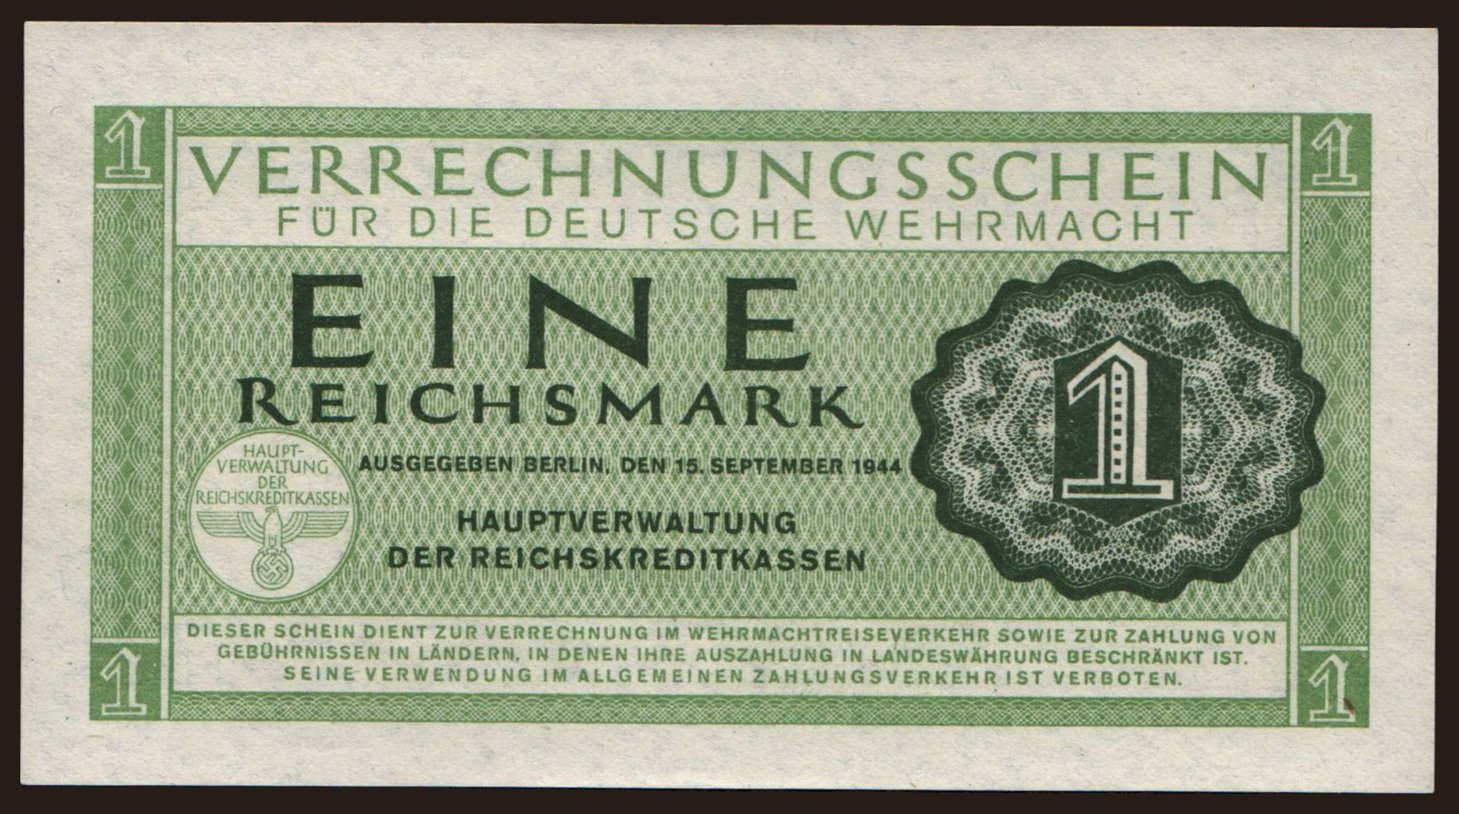 1
1
VERRECHNUNGSSCHEIN
FÜR DIE DEUTSCHE WEHRMACHT
EINE
REICHSMARK
1
HAUPT-
VERWALTUNG
DER
REICHSKREDITKASSEN
AUSGEGEBEN BERLIN, DEN 15. SEPTEMBER 1944
HAUPTVERWALTUNG
DER REICHSKREDITKASSEN
DIESER SCHEIN DIENT ZUR VERRECHNUNG IM WEHRMACHTREISEVERKEHR SOWIE ZUR ZAHLUNG VON
GEBÜHRNISSEN IN LÄNDERN, IN DENEN IHRE AUSZAHLUNG IN LANDESWÄHRUNG BESCHRÄNKT IST.
SEINE VERWENDUNG IM ALLGEMEINEN ZAHLUNGSVERKEHR IST VERBOTEN.
1
1